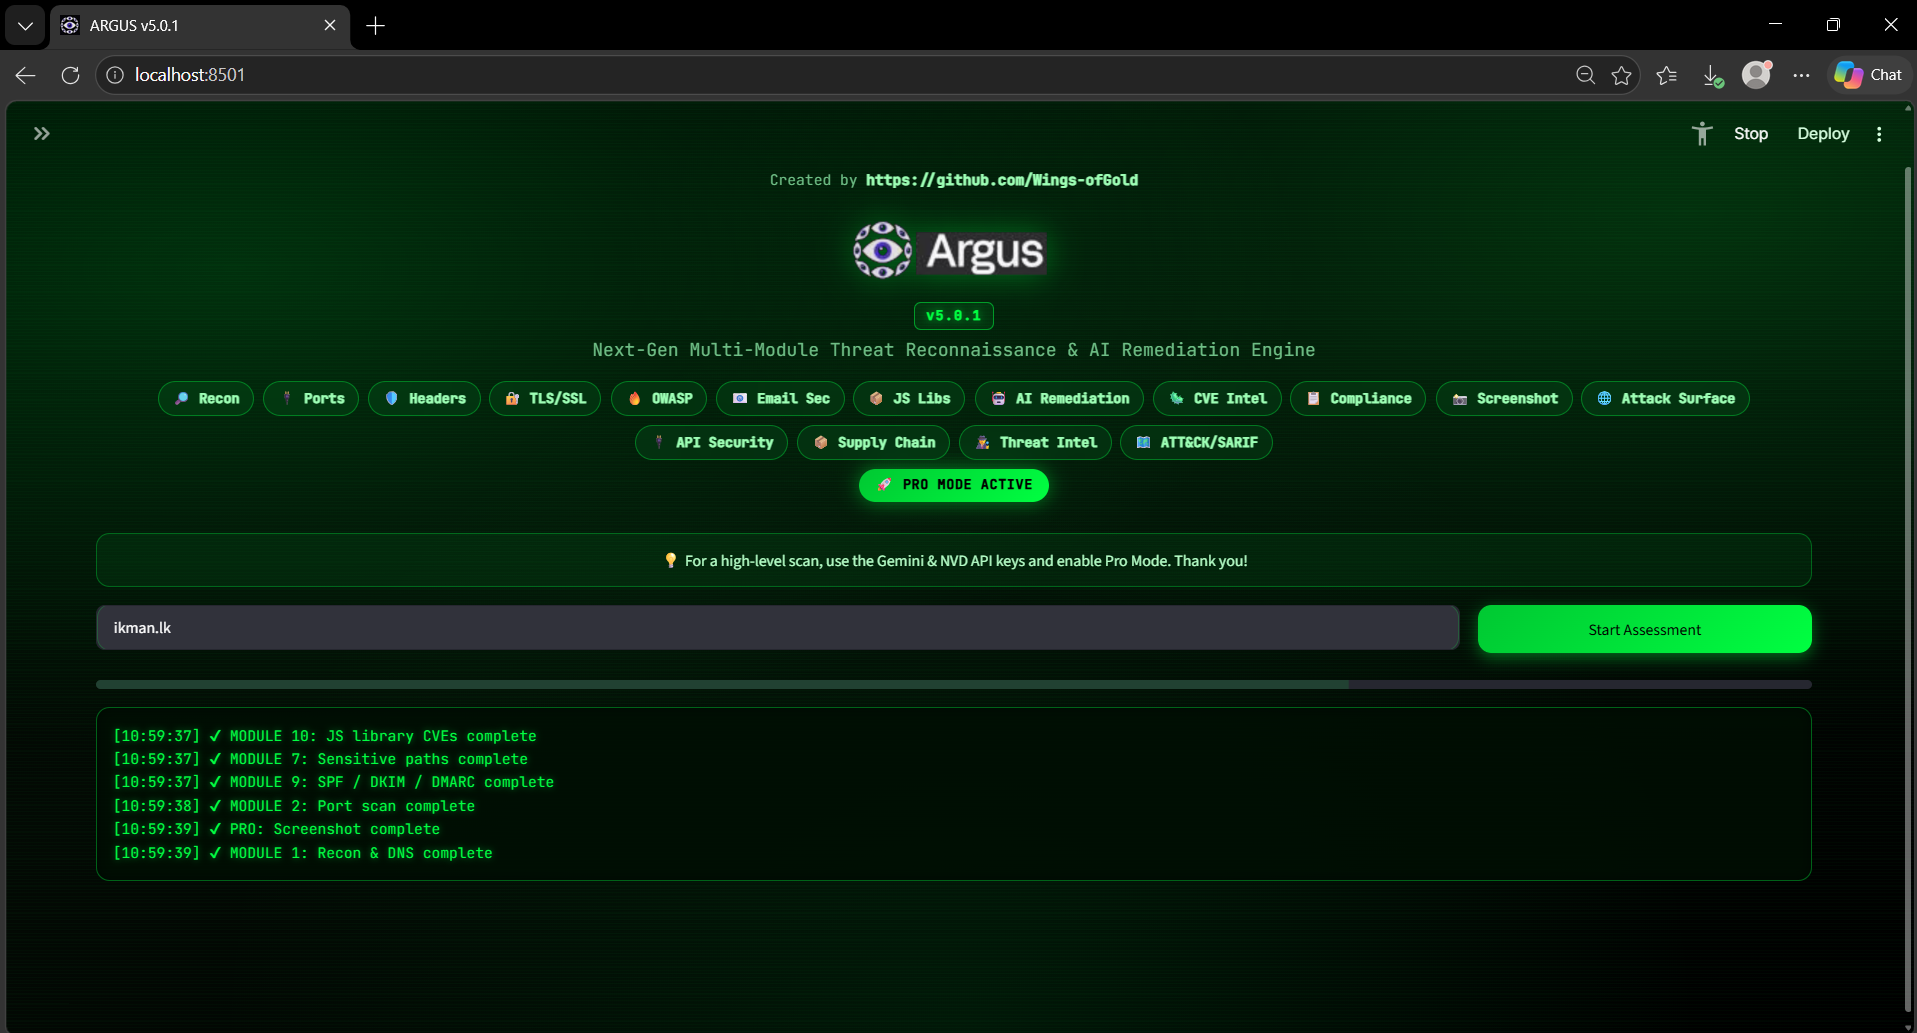 ARGUS v5.0.1
localhost:8501
Chat
Stop
Deploy
Created by https://github.com/Wings-ofGold
Argus
v5.0.1
Next-Gen Multi-Module Threat Reconnaissance & AI Remediation Engine
Recon
Ports
Headers
TLS/SSL
OWASP
Email Sec
JS Libs
AI Remediation
CVE Intel
Compliance
Screenshot
Attack Surface
API Security
Supply Chain
Threat Intel
ATT&CK/SARIF
PRO MODE ACTIVE
For a high-level scan, use the Gemini & NVD API keys and enable Pro Mode. Thank you!
ikman.lk
Start Assessment
[10:59:37] ✓ MODULE 10: JS library CVEs complete
[10:59:37] ✓ MODULE 7: Sensitive paths complete
[10:59:37] ✓ MODULE 9: SPF / DKIM / DMARC complete
[10:59:38] ✓ MODULE 2: Port scan complete
[10:59:39] ✓ PRO: Screenshot complete
[10:59:39] ✓ MODULE 1: Recon & DNS complete